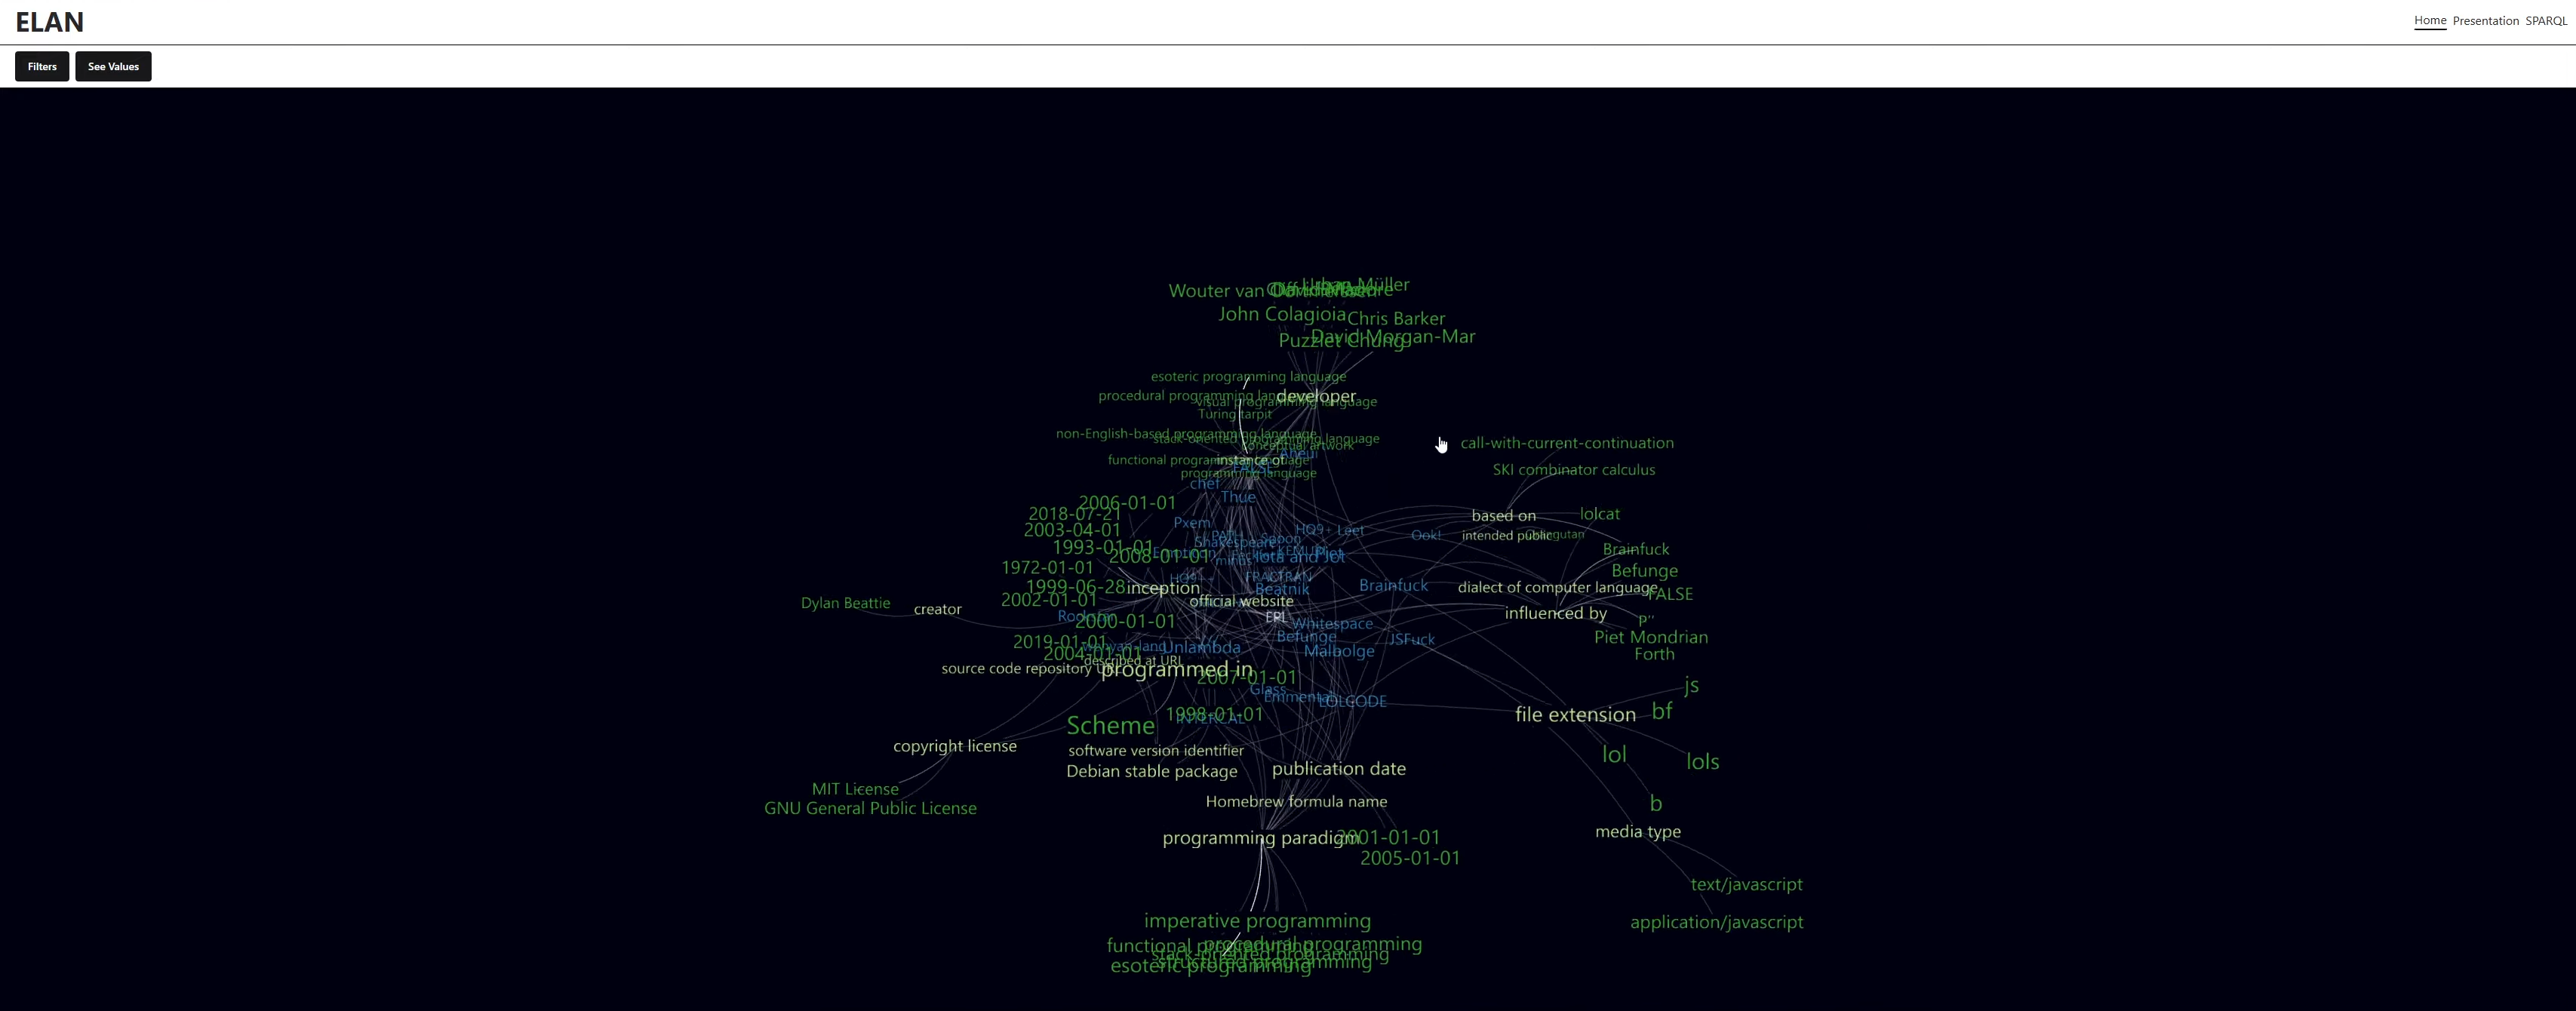 ELAN
Home Presentation SPARQL
Filters See Values
Urban Müller
Wouter van Oortmerssen
John Colagioia
Chris Barker
David Morgan-Mar
Puzzlet Chung
esoteric programming language
procedural programming language
developer
visual programming language
Turing tarpit
non-English-based programming language
stack-oriented programming language
conceptual artwork
call-with-current-continuation
Aheui
functional programming language
instance of
FALSE
SKI combinator calculus
programming language
chef
Thue
2006-01-01
2018-07-21
2003-04-01
Pxem
HQ9+ Leet
based on
lolcat
Ook!
intended public
Shakespeare
Spoon
1993-01-01
2008-01-01
Emoticon
Iota and Jot
Piet
Brainfuck
1972-01-01
Befunge
HQ9++
FRACTRAN
1999-06-28
inception
Beatnik
Brainfuck
dialect of computer language
FALSE
2002-01-01
official website
Dylan Beattie
creator
influenced by
2000-01-01
Whitespace
P''
2019-01-01
Befunge
JSFuck
Piet Mondrian
2004-01-01
Unlambda
Malbolge
Forth
described at URL
source code repository URL
programmed in
2007-01-01
js
Glass
Emmental
LOLCODE
bf
1998-01-01
INTERCAL
file extension
Scheme
copyright license
software version identifier
lol
lols
Debian stable package
publication date
MIT License
GNU General Public License
Homebrew formula name
b
programming paradigm
2001-01-01
media type
2005-01-01
text/javascript
imperative programming
application/javascript
functional programming
procedural programming
stack-oriented programming
structured programming
esoteric programming